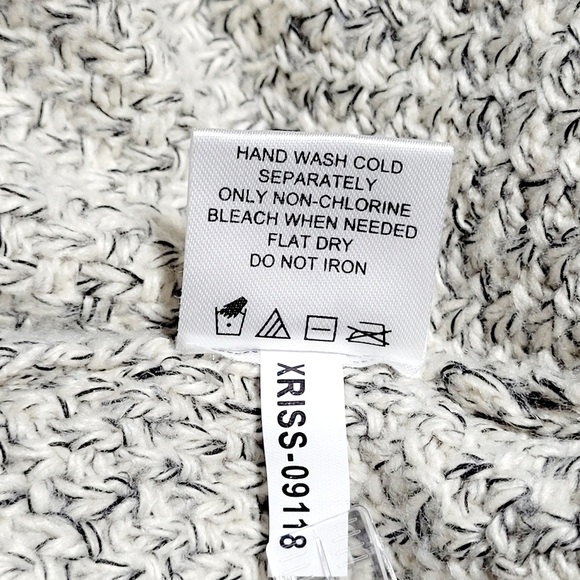 HAND WASH COLD
SEPARATELY
ONLY NON-CHLORINE
BLEACH WHEN NEEDED
FLAT DRY
DO NOT IRON
XRISS-09118